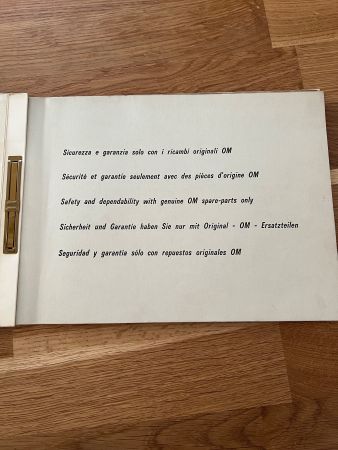 Sicurezza e garanzia solo con i ricambi originali OM
Sécurité et garantie seulement avec des pièces d'origine OM
Safety and dependability with genuine OM spare-parts only
Sicherheit und Garantie haben Sie nur mit Original - OM - Ersatzteilen
Seguridad y garantia sólo con repuestos originales OM